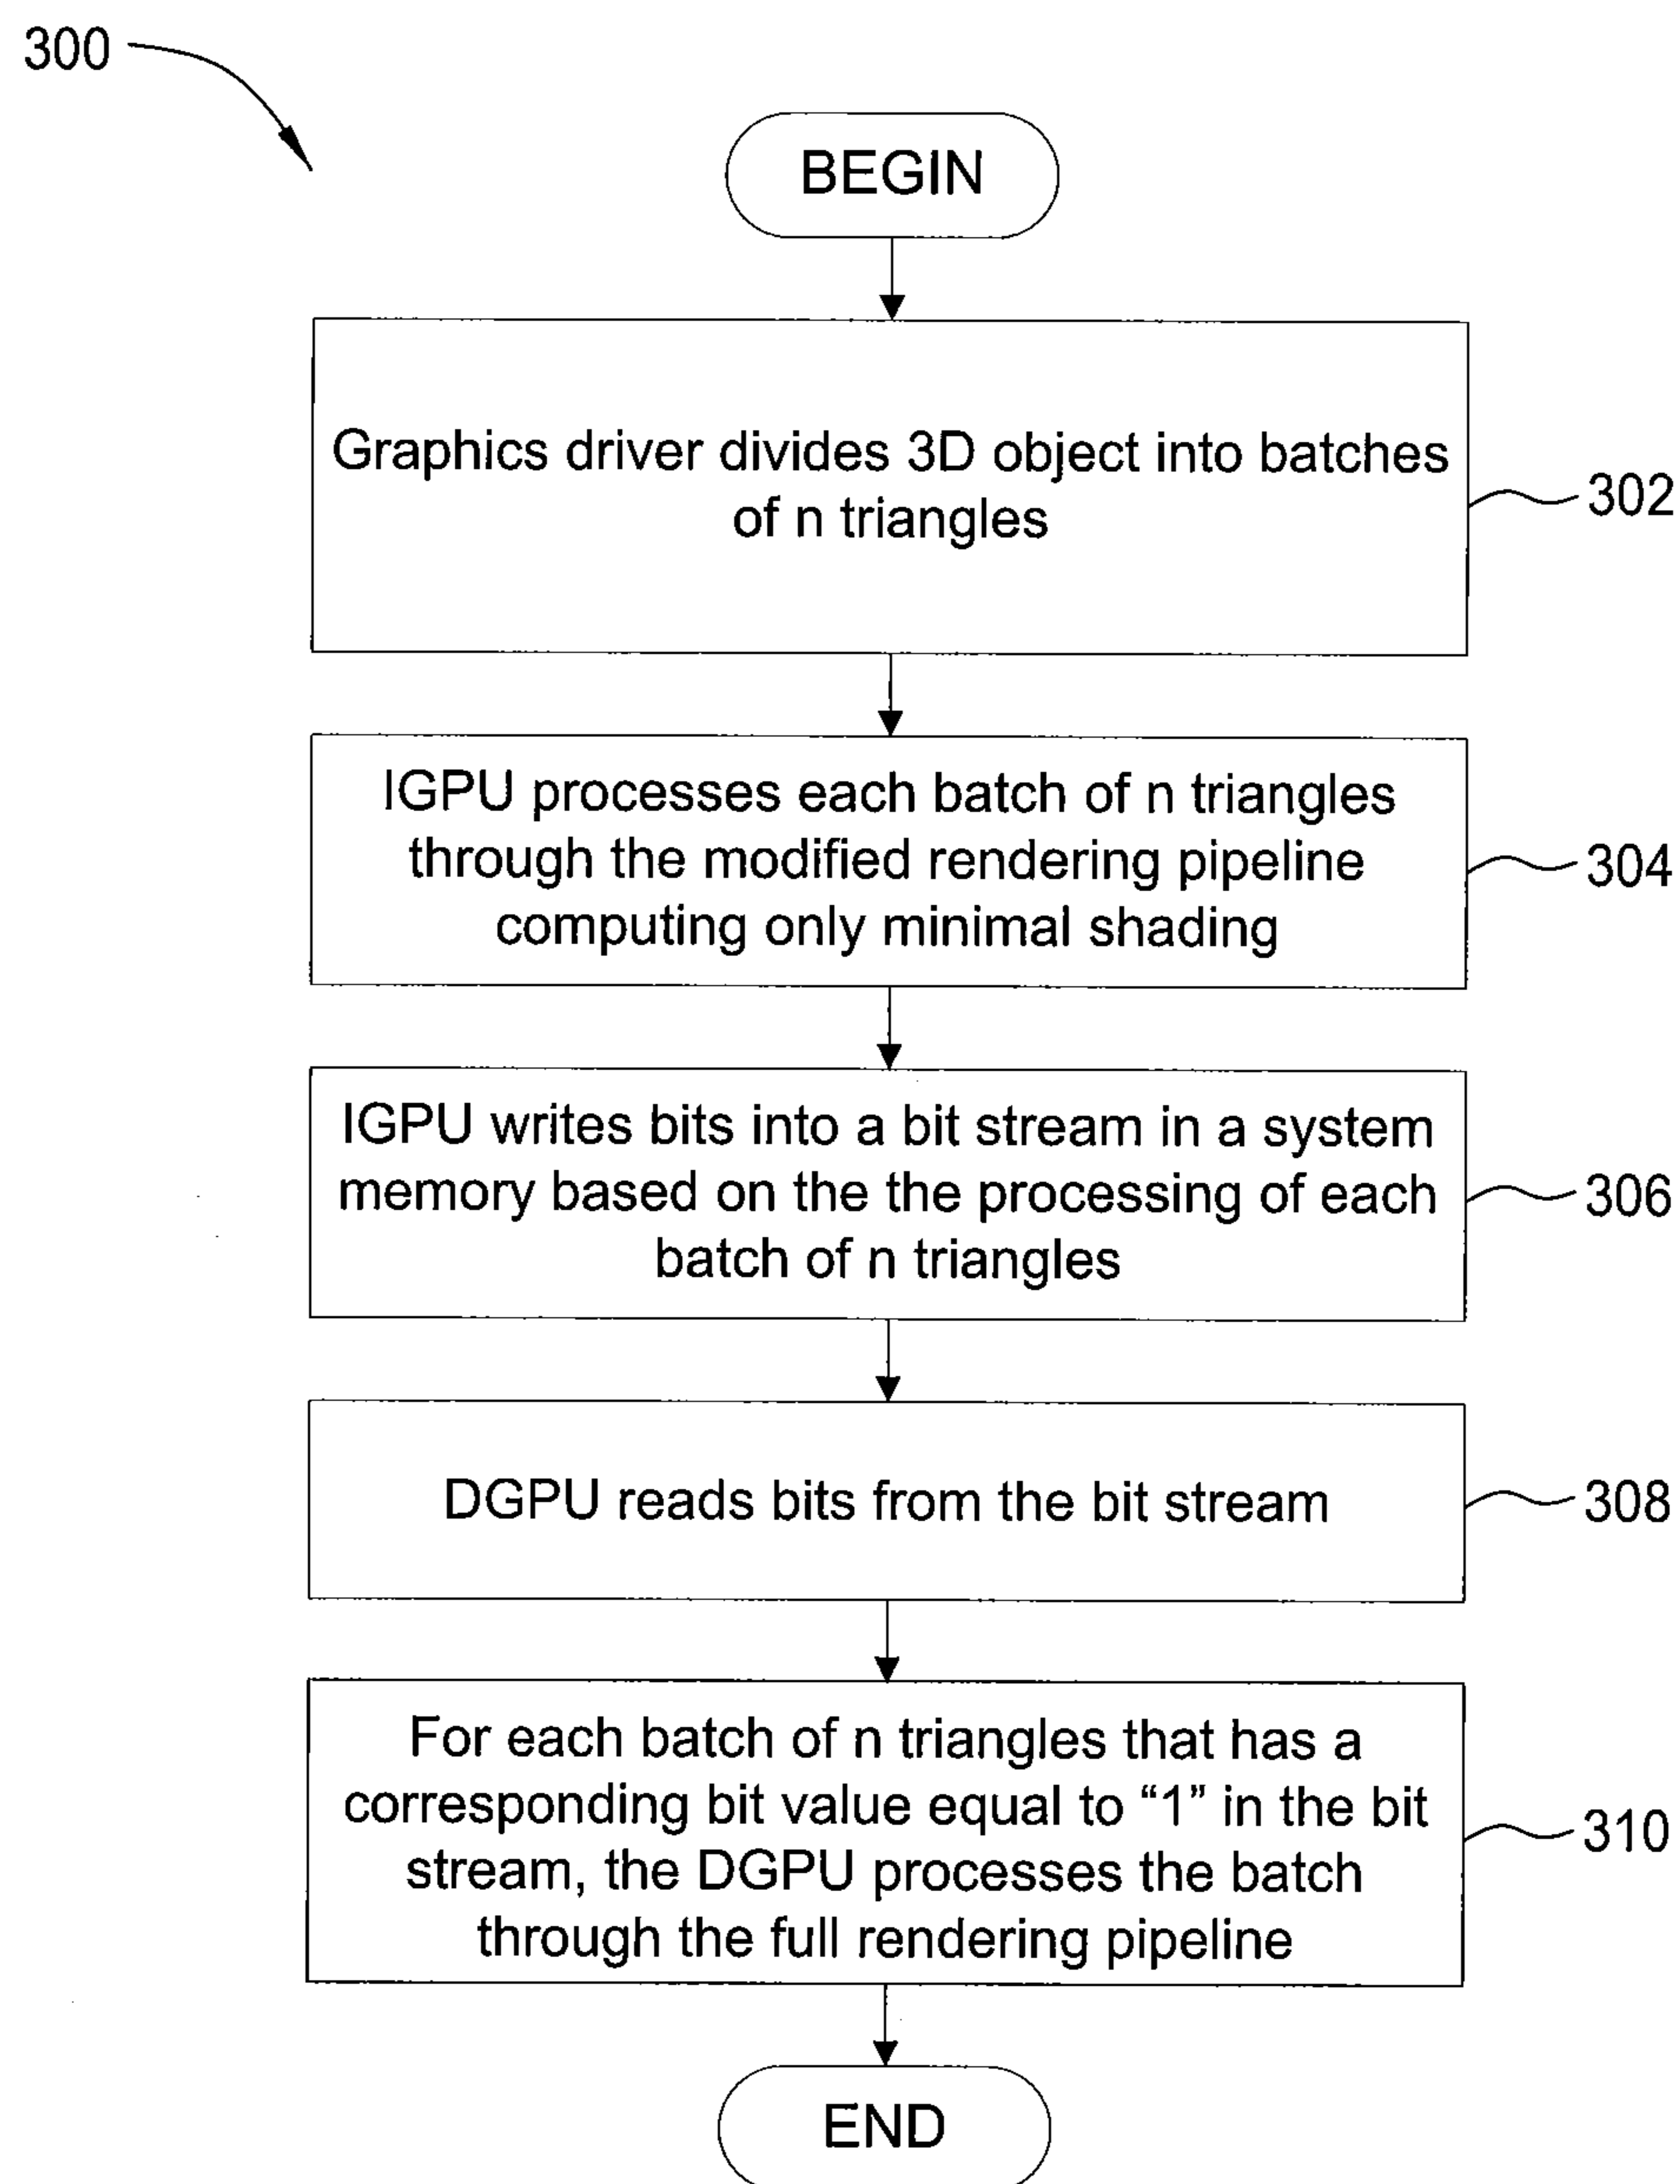 300
BEGIN
Graphics driver divides 3D object into batches
of n triangles
302
IGPU processes each batch of n triangles
through the modified rendering pipeline
computing only minimal shading
304
IGPU writes bits into a bit stream in a system
memory based on the the processing of each
batch of n triangles
306
DGPU reads bits from the bit stream
308
For each batch of n triangles that has a
corresponding bit value equal to “1” in the bit
stream, the DGPU processes the batch
through the full rendering pipeline
310
END